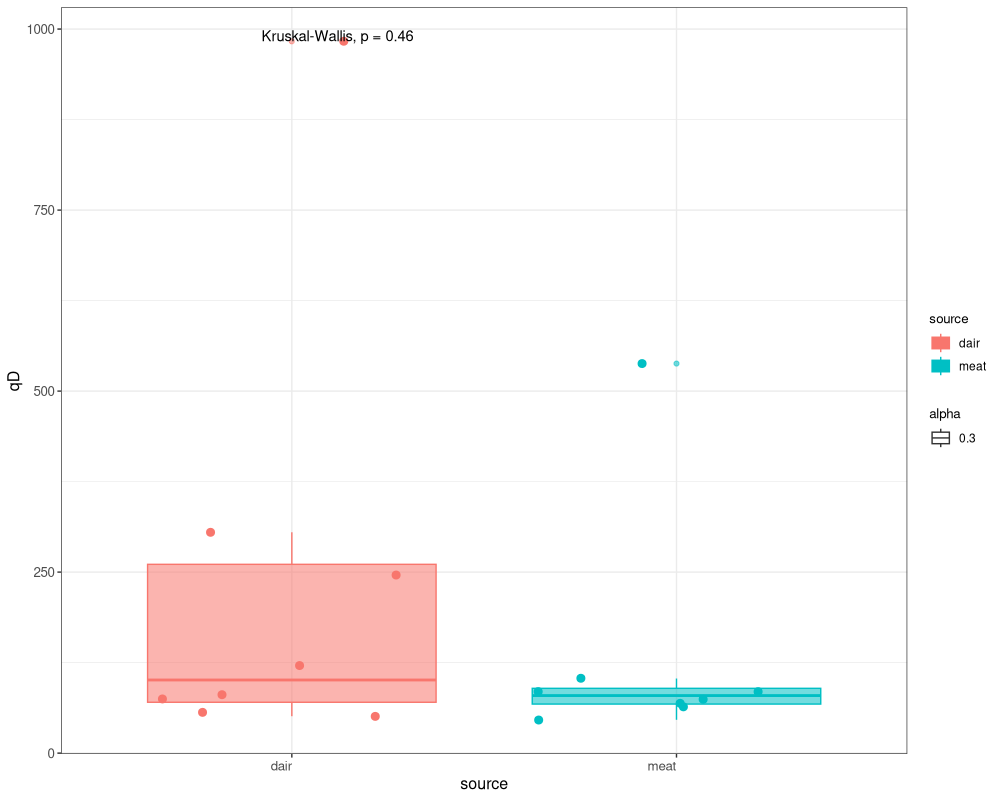 Kruskal-Wallis, p = 0.46
1000
750
500
250
0
qD
dair
meat
source
source
dair
meat
alpha
0.3